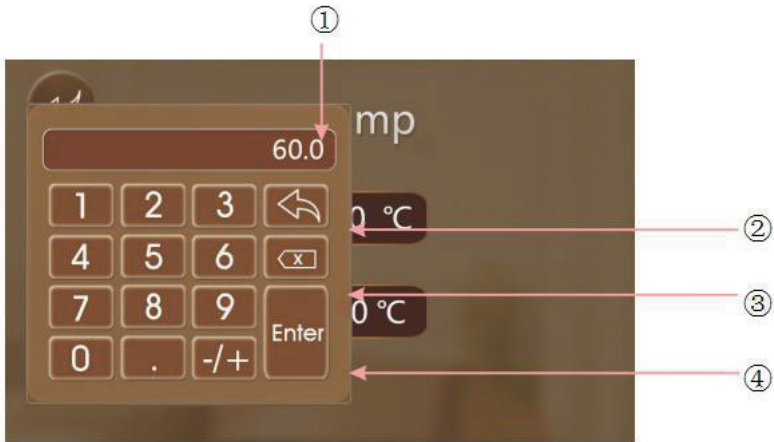 ①
mp
60.0
1 2 3
0 °C
②
4 5 6 x
7 8 9
0 °C
③
Enter
0 . -/+
④